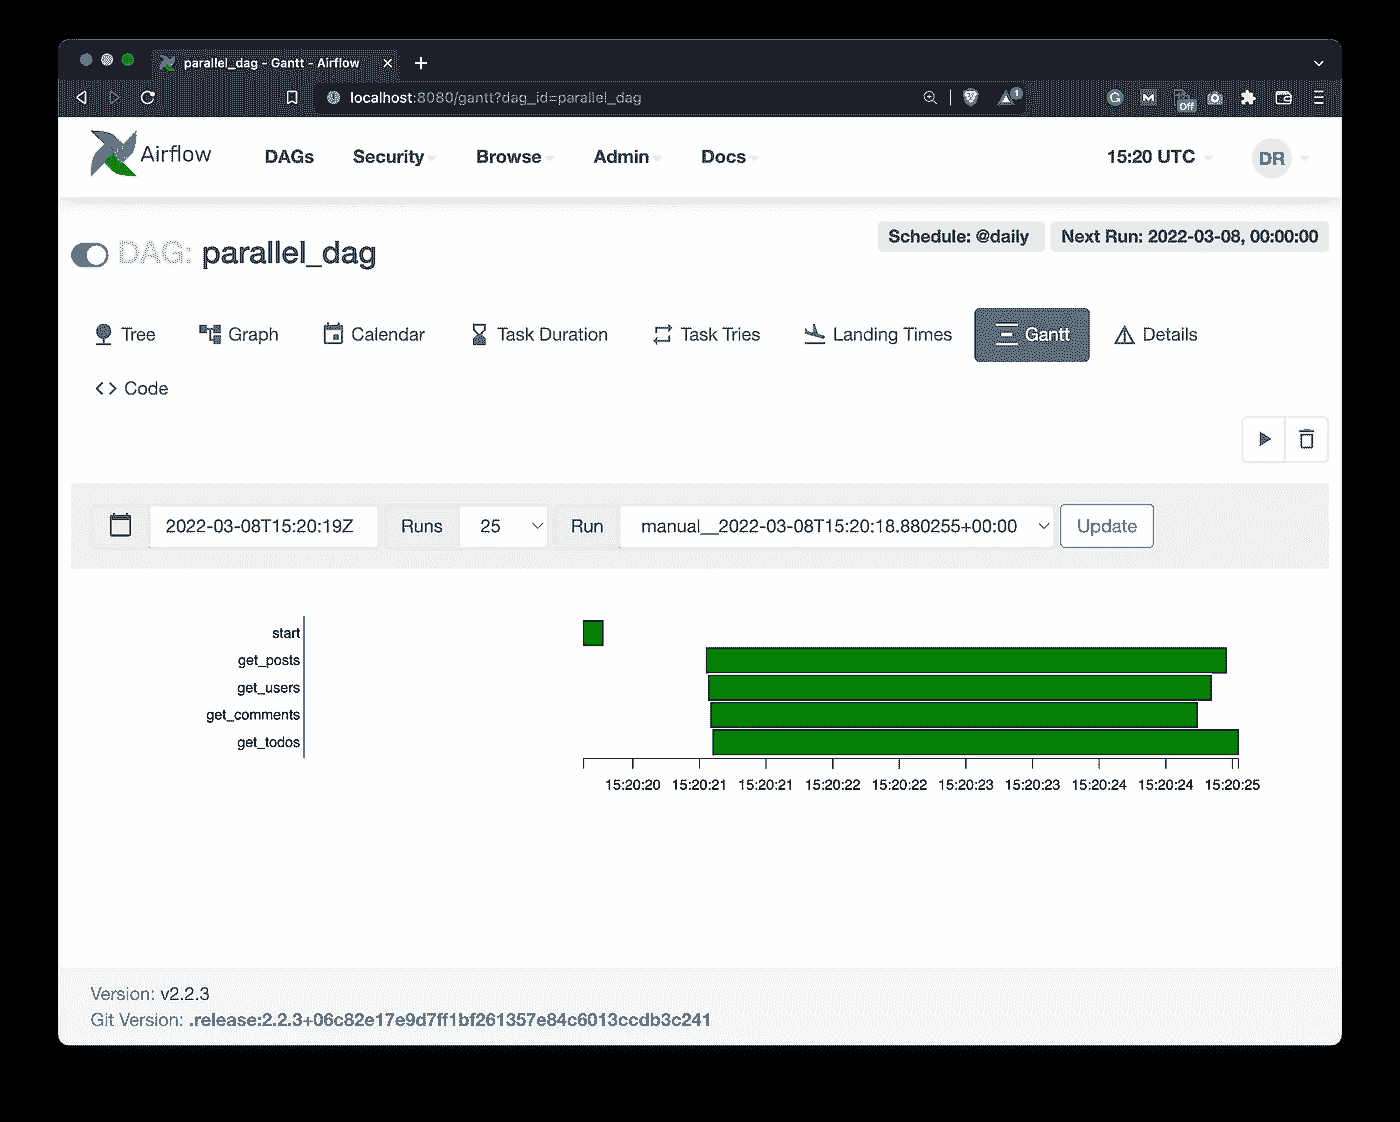 parallel_dag - Gantt - Airflow
localhost:8080/gantt?dag_id=parallel_dag
1
G M Off
Airflow DAGs Security Browse Admin Docs 15:20 UTC DR
Schedule: @daily Next Run: 2022-03-08, 00:00:00
DAG: parallel_dag
Tree Graph Calendar Task Duration Task Tries Landing Times Gantt Details
Code
2022-03-08T15:20:19Z Runs 25 Run manual__2022-03-08T15:20:18.880255+00:00 Update
start
get_posts
get_users
get_comments
get_todos
15:20:20 15:20:21 15:20:21 15:20:22 15:20:22 15:20:23 15:20:23 15:20:24 15:20:24 15:20:25
Version: v2.2.3
Git Version: .release:2.2.3+06c82e17e9d7ff1bf261357e84c6013ccdb3c241